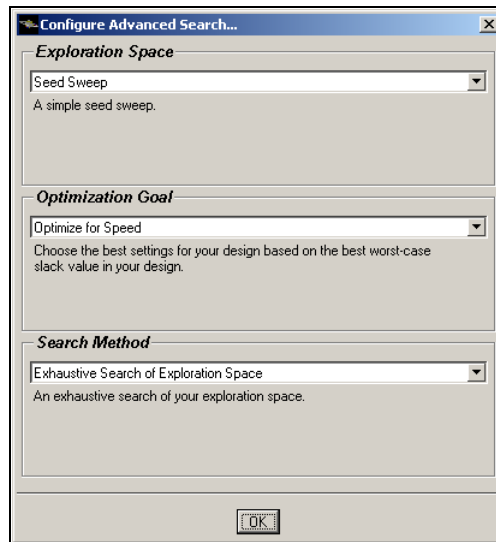 Configure Advanced Search...
Exploration Space
Seed Sweep
A simple seed sweep.
Optimization Goal
Optimize for Speed
Choose the best settings for your design based on the best worst-case
slack value in your design.
Search Method
Exhaustive Search of Exploration Space
An exhaustive search of your exploration space.
OK